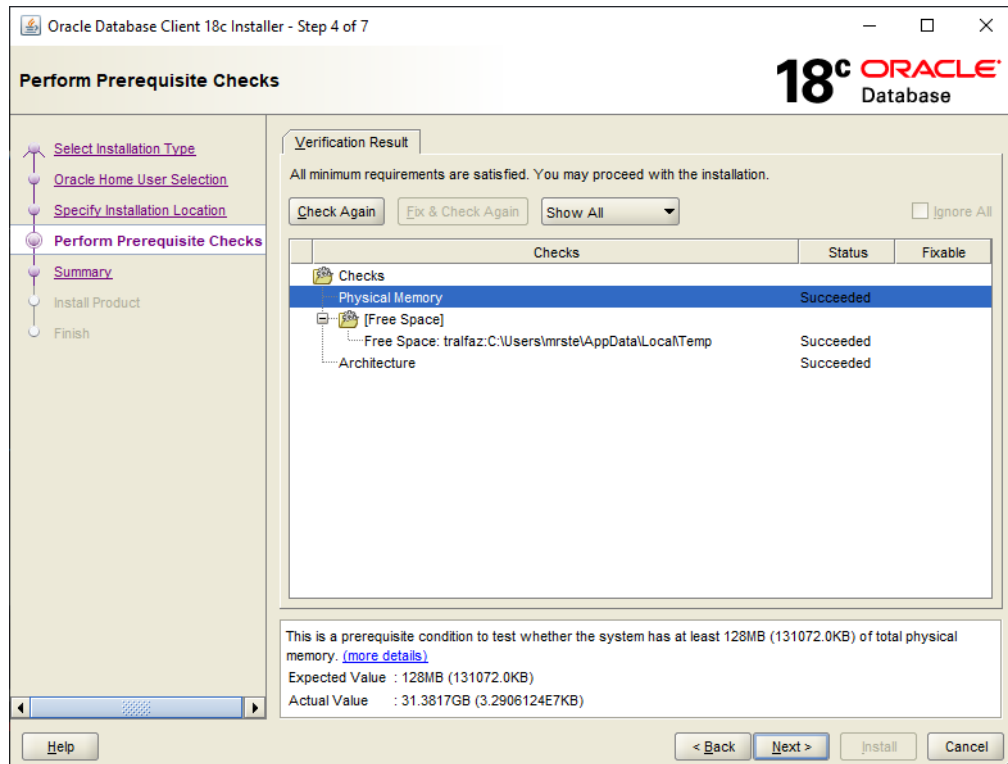 Oracle Database Client 18c Installer - Step 4 of 7
Perform Prerequisite Checks
18c ORACLE
Database
Select Installation Type
Oracle Home User Selection
Specify Installation Location
Perform Prerequisite Checks
Summary
Install Product
Finish
Verification Result
All minimum requirements are satisfied. You may proceed with the installation.
Check Again Fix & Check Again Show All Ignore All
Checks Status Fixable
Checks
Physical Memory Succeeded
[Free Space]
Free Space: tralfaz:C:\Users\mrste\AppData\Local\Temp Succeeded
Architecture Succeeded
This is a prerequisite condition to test whether the system has at least 128MB (131072.0KB) of total physical
memory. (more details)
Expected Value : 128MB (131072.0KB)
Actual Value : 31.3817GB (3.2906124E7KB)
Help < Back Next > Install Cancel